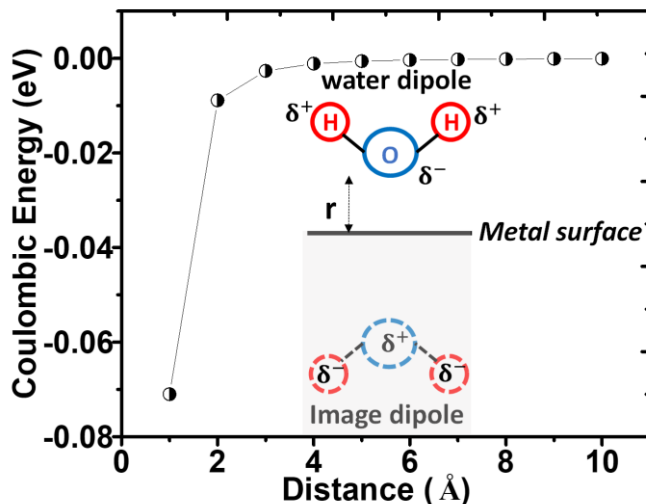 Coulombic Energy (eV)
0.00
-0.02
-0.04
-0.06
-0.08
water dipole
δ⁺ H H δ⁺
O
δ⁻
r
Metal surface
δ⁺
δ⁻ δ⁻
Image dipole
0 2 4 6 8 10
Distance (Å)